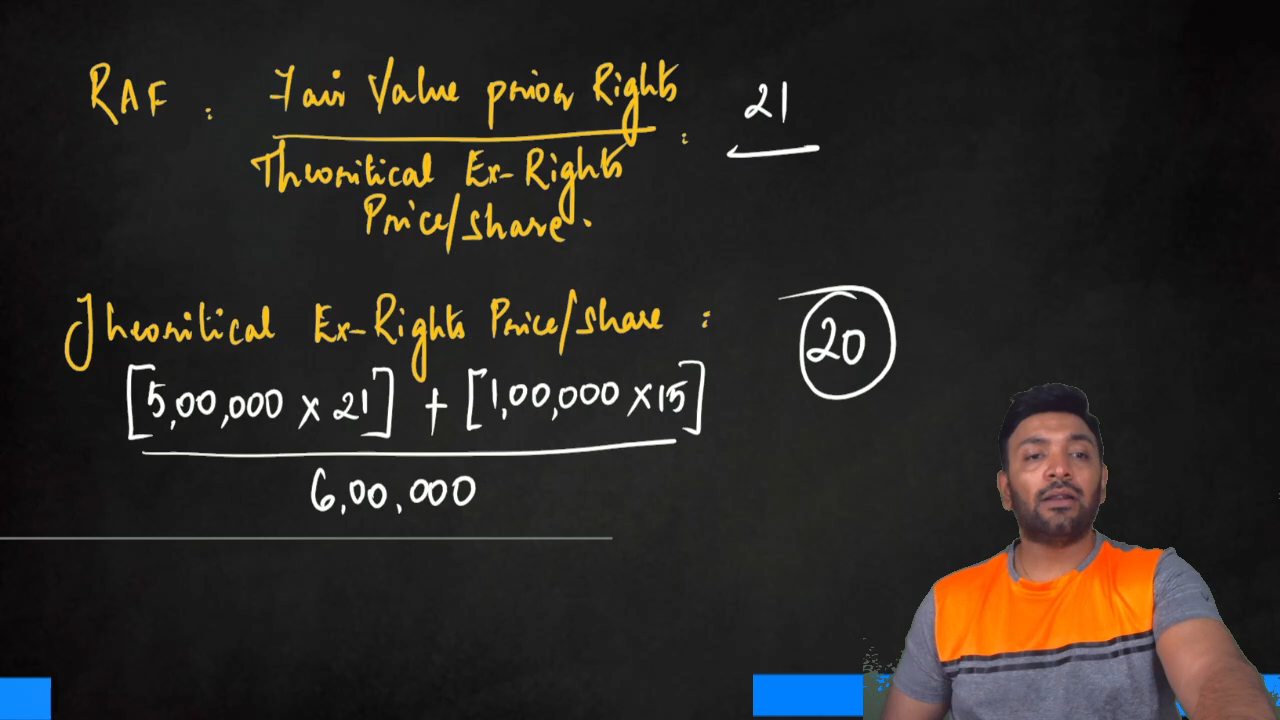 RAF : Fair Value prior Rights : 21
Theoritical Ex-Rights
Price/share.
Theoritical Ex-Rights Price/share : 20
[5,00,000 x 21] + [1,00,000 x 15]
6,00,000